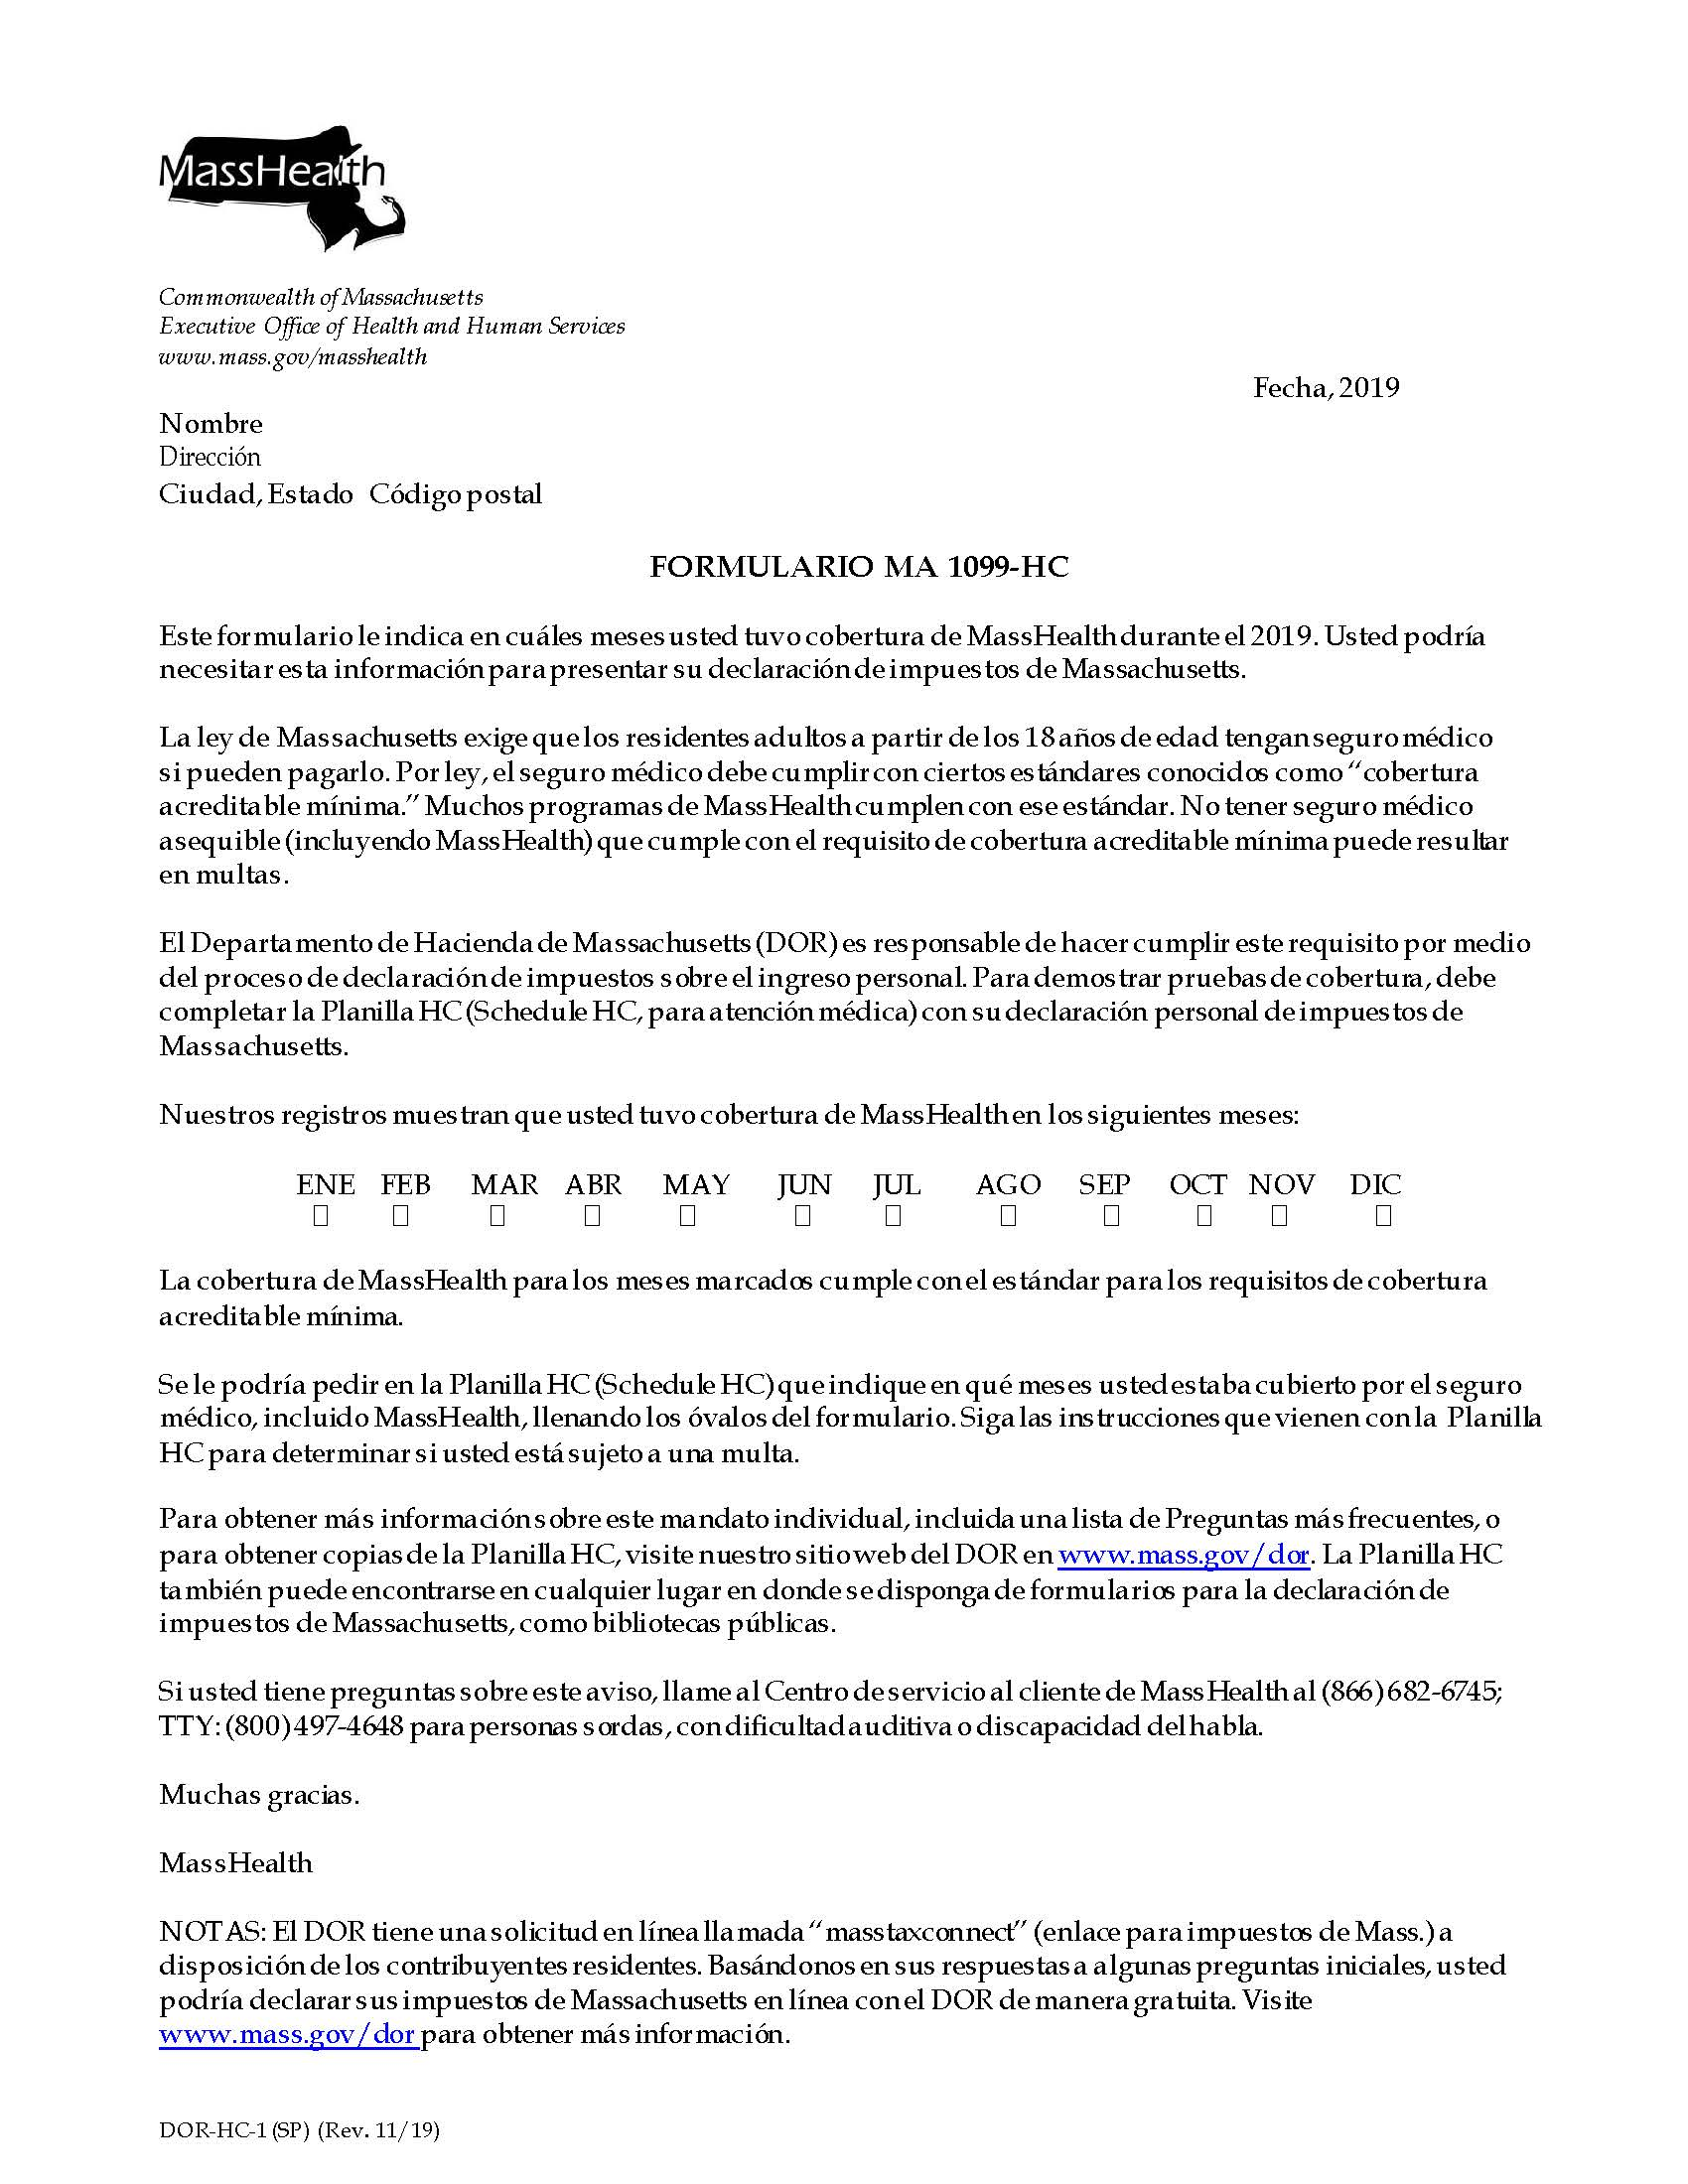 MassHealth
Commonwealth of Massachusetts
Executive Office of Health and Human Services
www.mass.gov/masshealth
Fecha, 2019
Nombre
Dirección
Ciudad, Estado Código postal
FORMULARIO MA 1099-HC
Este formulario le indica en cuáles meses usted tuvo cobertura de MassHealth durante el 2019. Usted podría
necesitar esta información para presentar su declaración de impuestos de Massachusetts.
La ley de Massachusetts exige que los residentes adultos a partir de los 18 años de edad tengan seguro médico
si pueden pagarlo. Por ley, el seguro médico debe cumplir con ciertos estándares conocidos como “cobertura
acreditable mínima.” Muchos programas de MassHealth cumplen con ese estándar. No tener seguro médico
asequible (incluyendo MassHealth) que cumple con el requisito de cobertura acreditable mínima puede resultar
en multas.
El Departamento de Hacienda de Massachusetts (DOR) es responsable de hacer cumplir este requisito por medio
del proceso de declaración de impuestos sobre el ingreso personal. Para demostrar pruebas de cobertura, debe
completar la Planilla HC (Schedule HC, para atención médica) con su declaración personal de impuestos de
Massachusetts.
Nuestros registros muestran que usted tuvo cobertura de MassHealth en los siguientes meses:
ENE FEB MAR ABR MAY JUN JUL AGO SEP OCT NOV DIC
☐ ☐ ☐ ☐ ☐ ☐ ☐ ☐ ☐ ☐ ☐ ☐
La cobertura de MassHealth para los meses marcados cumple con el estándar para los requisitos de cobertura
acreditable mínima.
Se le podría pedir en la Planilla HC (Schedule HC) que indique en qué meses usted estaba cubierto por el seguro
médico, incluido MassHealth, llenando los óvalos del formulario. Siga las instrucciones que vienen con la Planilla
HC para determinar si usted está sujeto a una multa.
Para obtener más información sobre este mandato individual, incluida una lista de Preguntas más frecuentes, o
para obtener copias de la Planilla HC, visite nuestro sitio web del DOR en www.mass.gov/dor. La Planilla HC
también puede encontrarse en cualquier lugar en donde se disponga de formularios para la declaración de
impuestos de Massachusetts, como bibliotecas públicas.
Si usted tiene preguntas sobre este aviso, llame al Centro de servicio al cliente de MassHealth al (866) 682-6745;
TTY: (800) 497-4648 para personas sordas, con dificultad auditiva o discapacidad del habla.
Muchas gracias.
MassHealth
NOTAS: El DOR tiene una solicitud en línea llamada “masstaxconnect” (enlace para impuestos de Mass.) a
disposición de los contribuyentes residentes. Basándonos en sus respuestas a algunas preguntas iniciales, usted
podría declarar sus impuestos de Massachusetts en línea con el DOR de manera gratuita. Visite
www.mass.gov/dor para obtener más información.
DOR-HC-1 (SP) (Rev. 11/19)